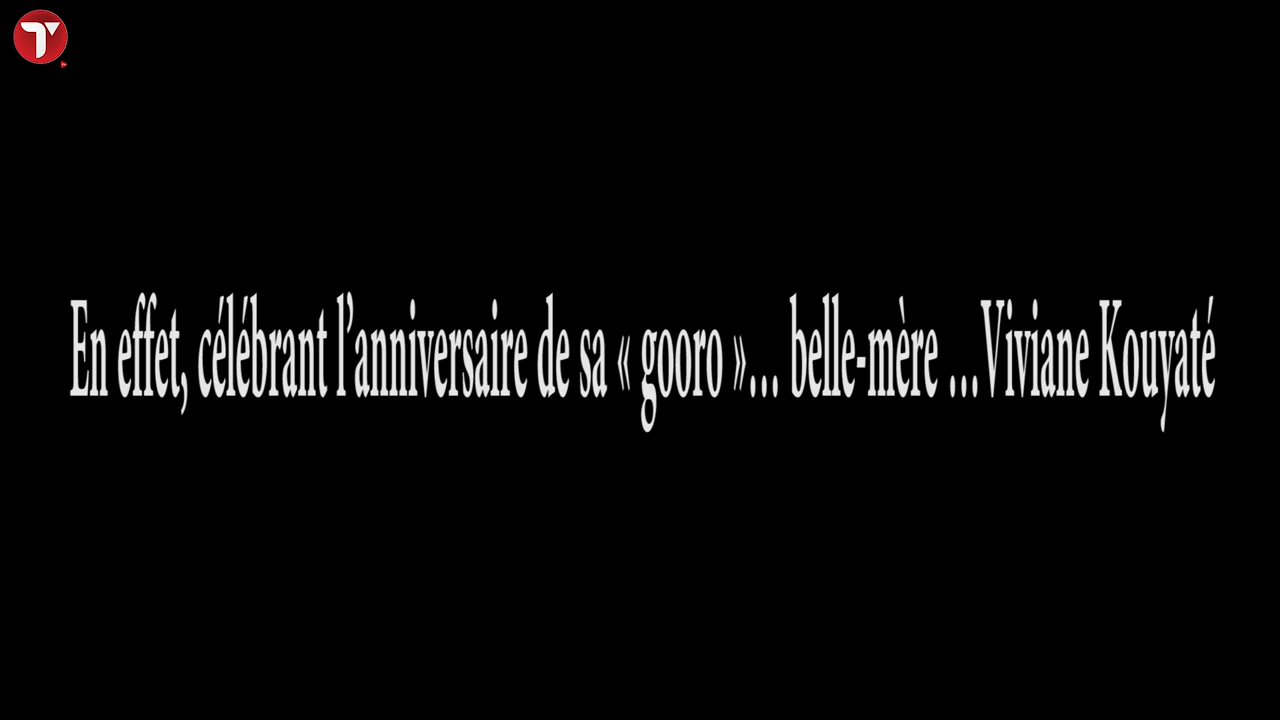 En effet, célébrant l’anniversaire de sa « gooro »… belle-mère …Viviane Kouyaté